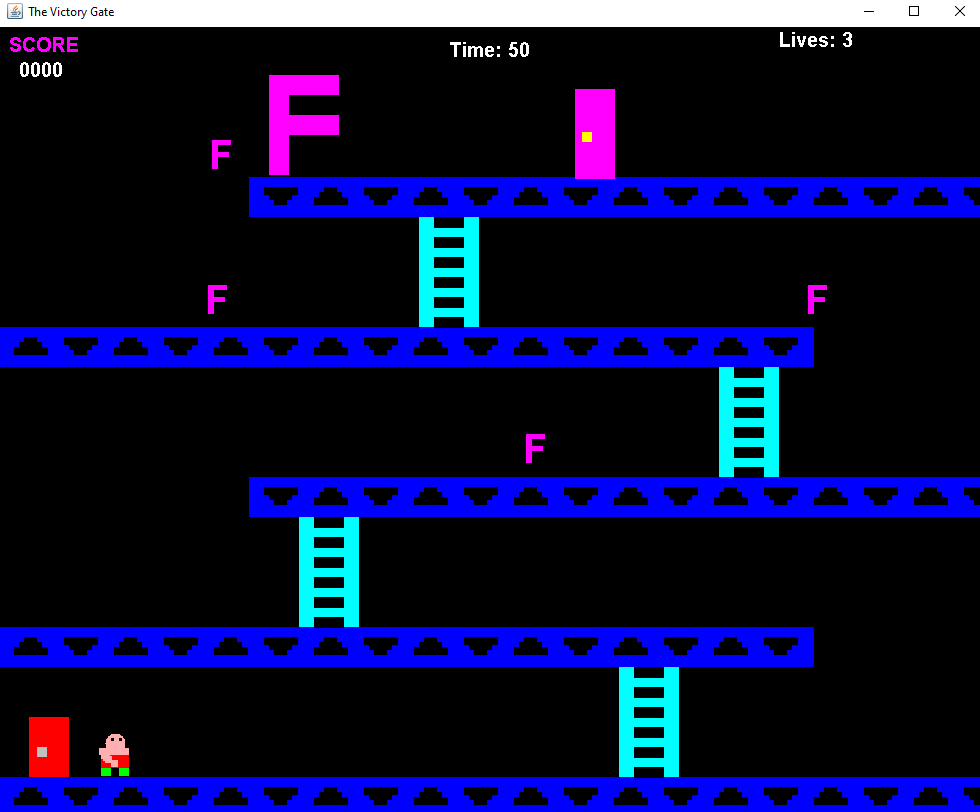 The Victory Gate
SCORE
0000
Time: 50
Lives: 3
F
F
F
F
F